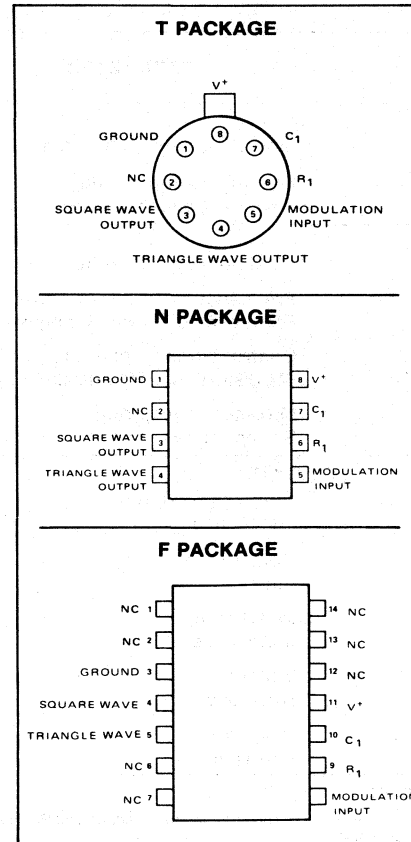 T PACKAGE
V+
GROUND 1
8
7 C1
NC 2
6 R1
SQUARE WAVE
OUTPUT 3
5 MODULATION
INPUT
4
TRIANGLE WAVE OUTPUT
N PACKAGE
GROUND 1
8 V+
NC 2
7 C1
SQUARE WAVE
OUTPUT 3
6 R1
TRIANGLE WAVE
OUTPUT 4
5 MODULATION
INPUT
F PACKAGE
NC 1
14 NC
NC 2
13 NC
GROUND 3
12 NC
SQUARE WAVE 4
11 V+
TRIANGLE WAVE 5
10 C1
NC 6
9 R1
NC 7
MODULATION
INPUT